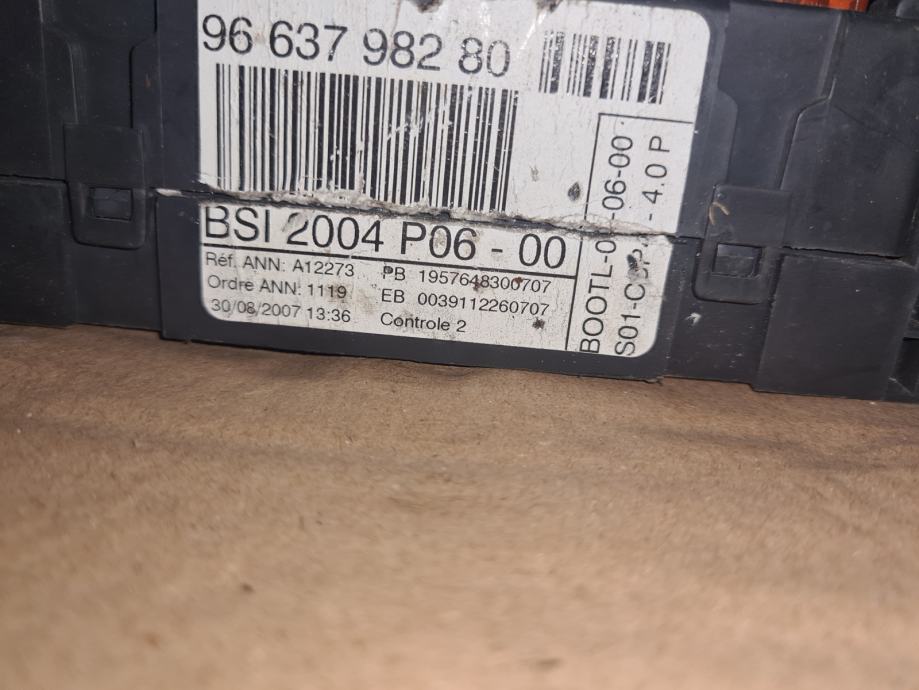 96 637 982 80
BSI 2004 P06 - 00
Réf. ANN: A12273
Ordre ANN: 1119
30/08/2007 13:36
PB 1957648300707
EB 0039112260707
Controle 2
BOOTL-0 -06-00
S01-C - 4.0 P